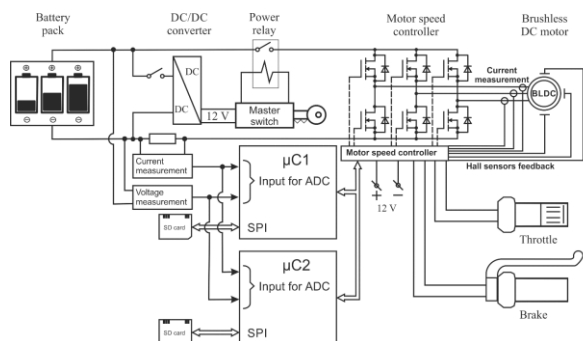 Battery
pack
DC/DC
converter
Power
relay
Motor speed
controller
Brushless
DC motor
DC
DC
12 V
Master
switch
Current
measurement
BLDC
Motor speed controller
Hall sensors feedback
12 V
Current
measurement
Voltage
measurement
µC1
Input for ADC
SD card
SPI
µC2
Input for ADC
SD card
SPI
Throttle
Brake